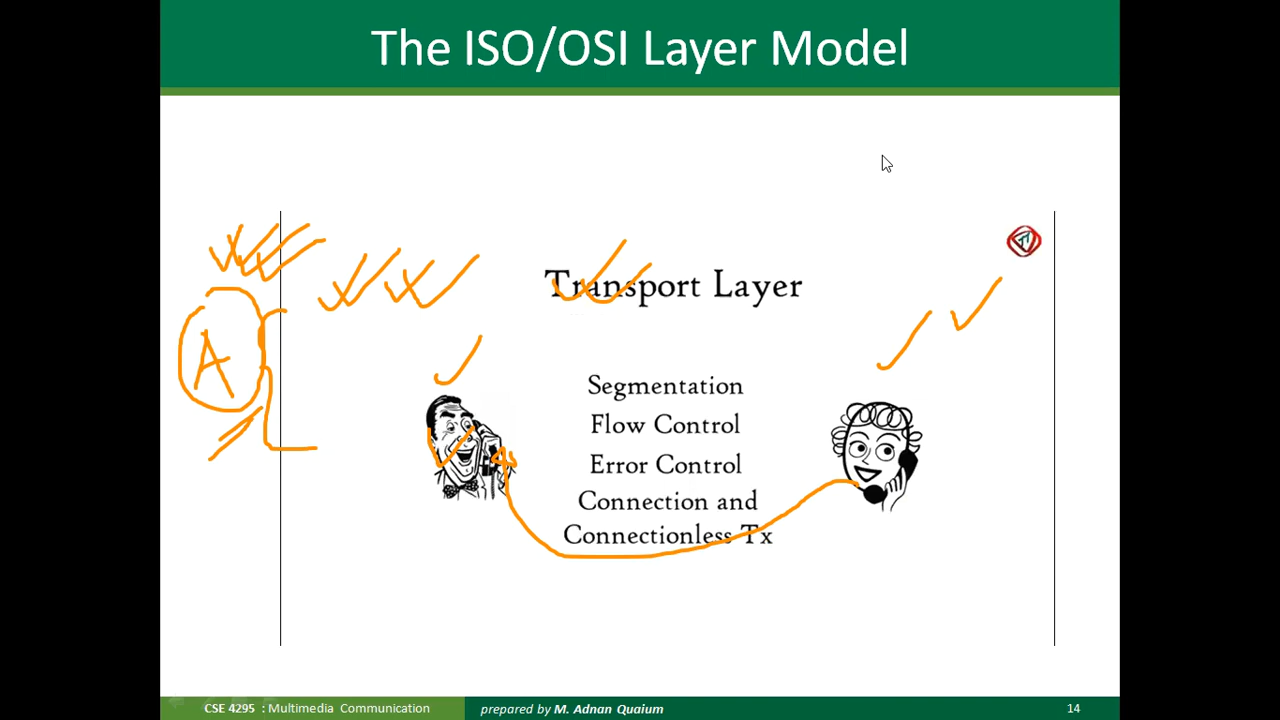 The ISO/OSI Layer Model
Transport Layer
A
Segmentation
Flow Control
Error Control
Connection and
Connectionless Tx
CSE 4295 : Multimedia Communication
prepared by M. Adnan Quaium
14